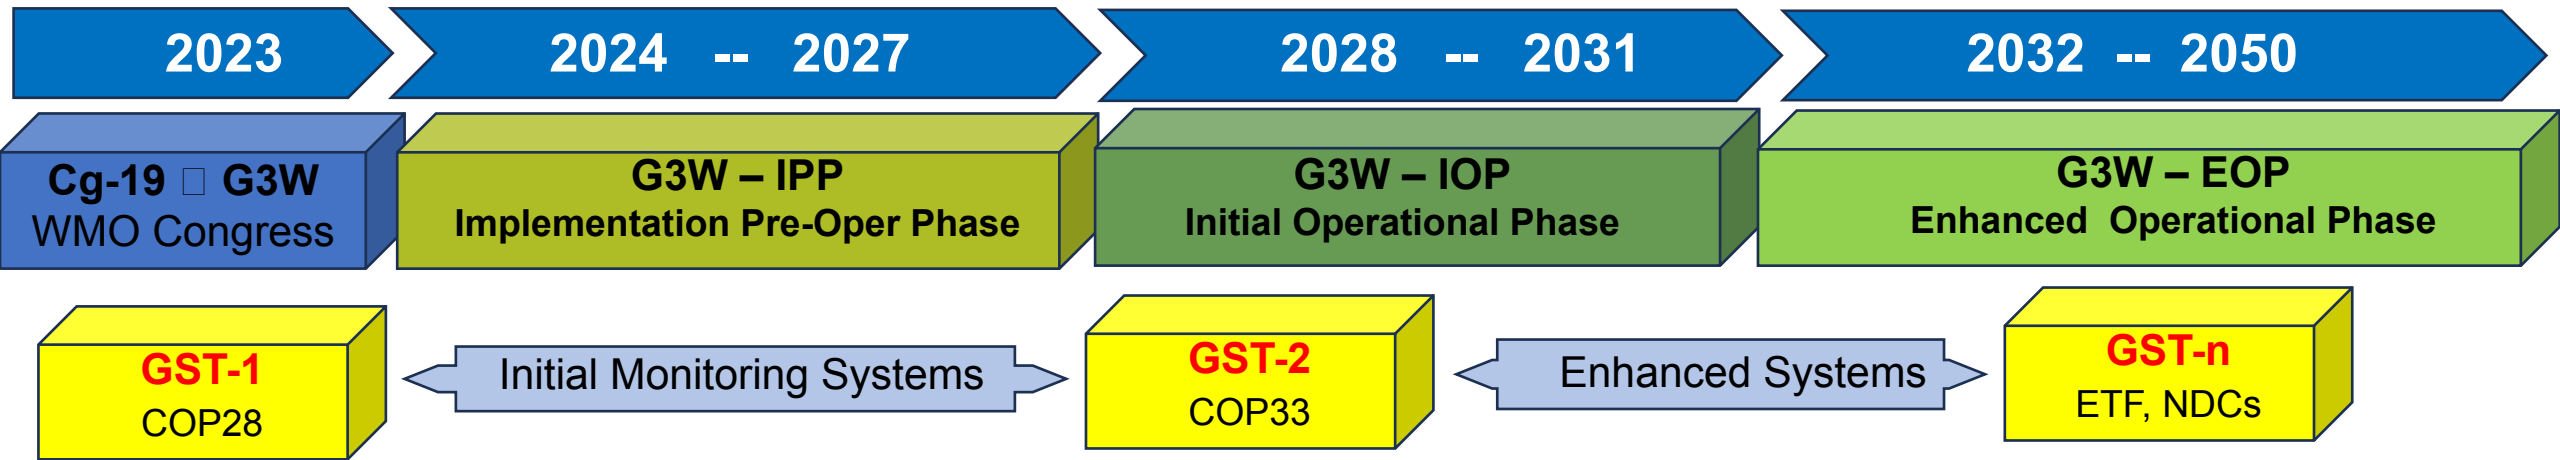 2023
2024 -- 2027
2028 -- 2031
2032 -- 2050
Cg-19 □ G3W
WMO Congress
G3W – IPP
Implementation Pre-Oper Phase
G3W – IOP
Initial Operational Phase
G3W – EOP
Enhanced Operational Phase
GST-1
COP28
Initial Monitoring Systems
GST-2
COP33
Enhanced Systems
GST-n
ETF, NDCs